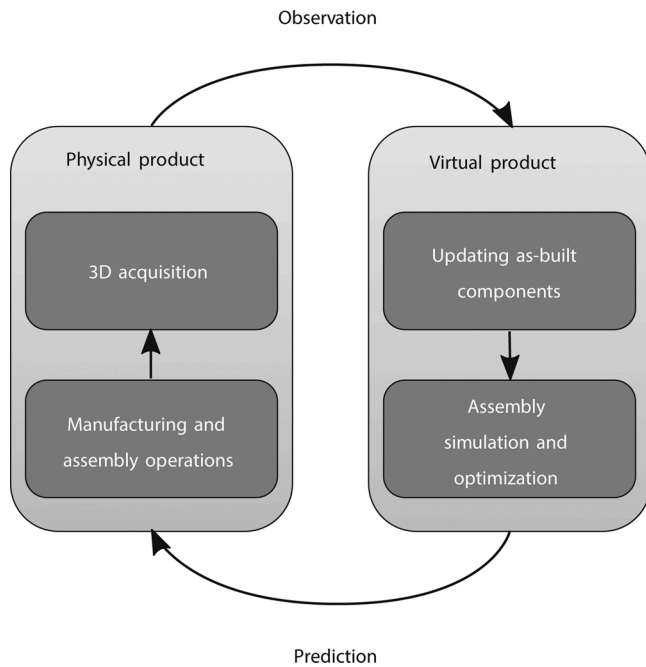 Observation
Physical product
3D acquisition
Manufacturing and
assembly operations
Virtual product
Updating as-built
components
Assembly
simulation and
optimization
Prediction